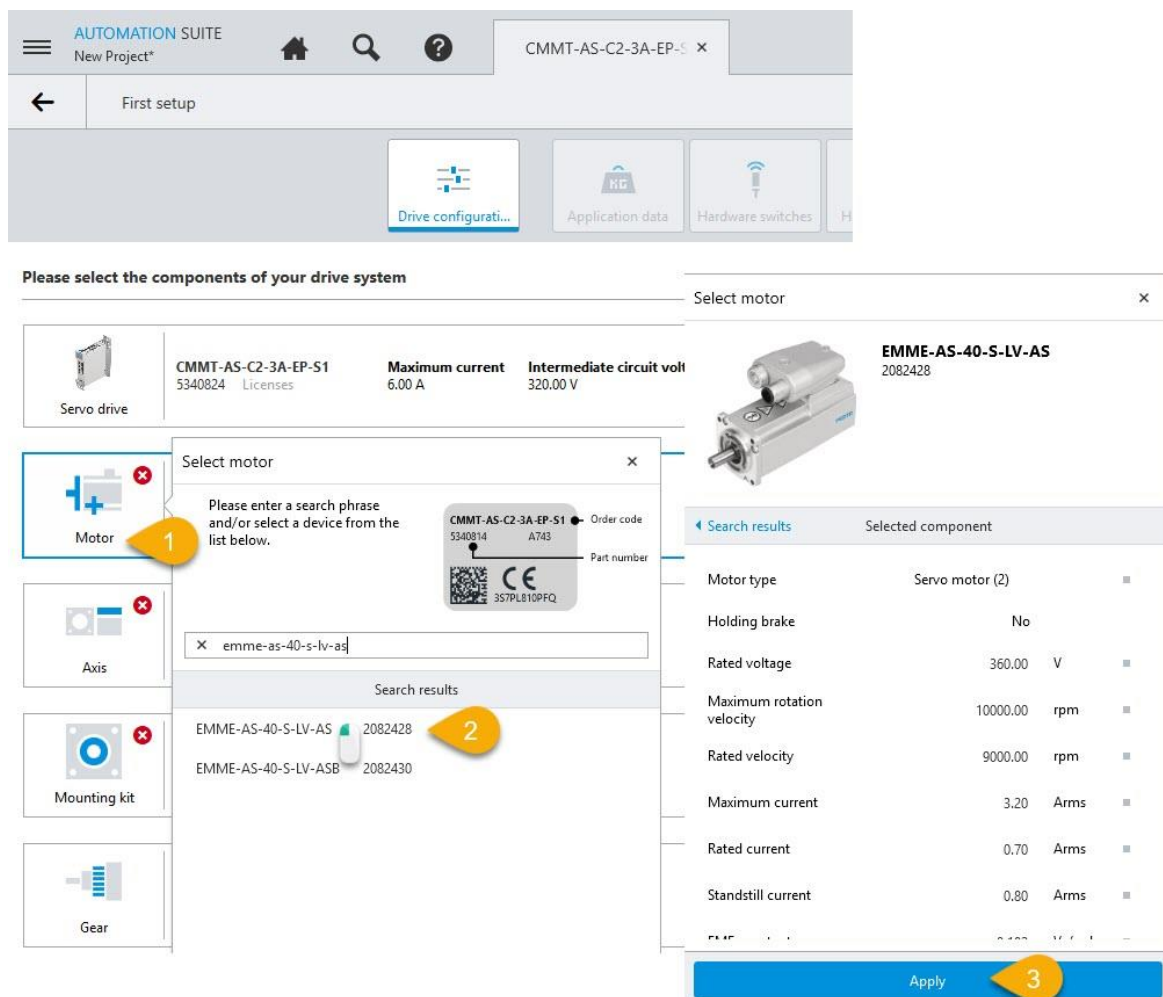 AUTOMATION SUITE
New Project*
CMMT-AS-C2-3A-EP-S
First setup
Drive configurati...
Application data
Hardware switches
H
Please select the components of your drive system
Servo drive
CMMT-AS-C2-3A-EP-S1
5340824 Licenses
Maximum current
6.00 A
Intermediate circuit volt
320.00 V
Motor
1
Axis
Mounting kit
Gear
Select motor
Please enter a search phrase
and/or select a device from the
list below.
CMMT-AS-C2-3A-EP-S1
5340814 A743
CE
3S7PL810PFQ
Order code
Part number
emme-as-40-s-lv-as
Search results
EMME-AS-40-S-LV-AS 2082428
2
EMME-AS-40-S-LV-ASB 2082430
Select motor
EMME-AS-40-S-LV-AS
2082428
FESTO
Search results Selected component
Motor type Servo motor (2)
Holding brake No
Rated voltage 360.00 V
Maximum rotation
velocity 10000.00 rpm
Rated velocity 9000.00 rpm
Maximum current 3.20 Arms
Rated current 0.70 Arms
Standstill current 0.80 Arms
Apply
3